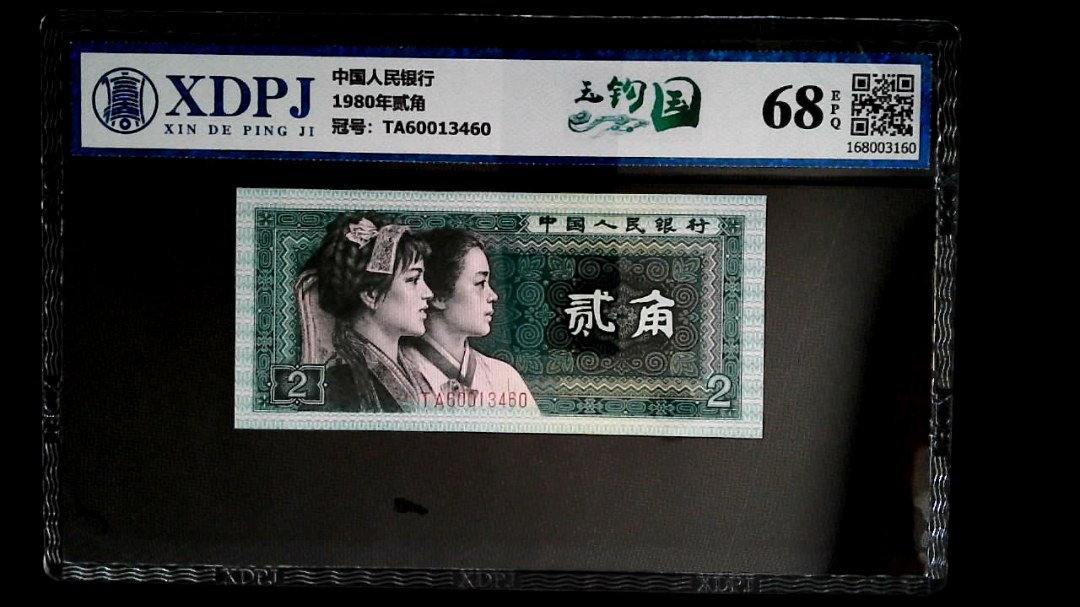 XDPJ
XIN DE PING JI
中国人民银行
1980年贰角
冠号：TA60013460
玉钩国
68
EPQ
168003160
中国人民银行
贰角
2
TA60013460
2
XDPJ
XDPJ
XDPJ